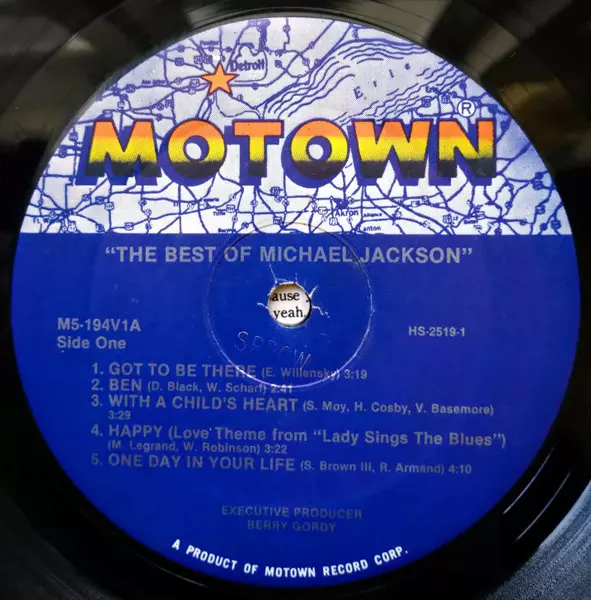 Detroit
Erie
MOTOWN®
Akron
Canton
"THE BEST OF MICHAEL JACKSON"
M5-194V1A
HS-2519-1
Side One
ause
yeah.
1. GOT TO BE THERE (E. Willensky) 3:19
2. BEN (D. Black, W. Scharf) 2:41
3. WITH A CHILD'S HEART (S. Moy, H. Cosby, V. Basemore)
3:29
4. HAPPY (Love Theme from "Lady Sings The Blues")
(M. Legrand, W. Robinson) 3:22
5. ONE DAY IN YOUR LIFE (S. Brown III, R. Armand) 4:10
EXECUTIVE PRODUCER
BERRY GORDY
A PRODUCT OF MOTOWN RECORD CORP.